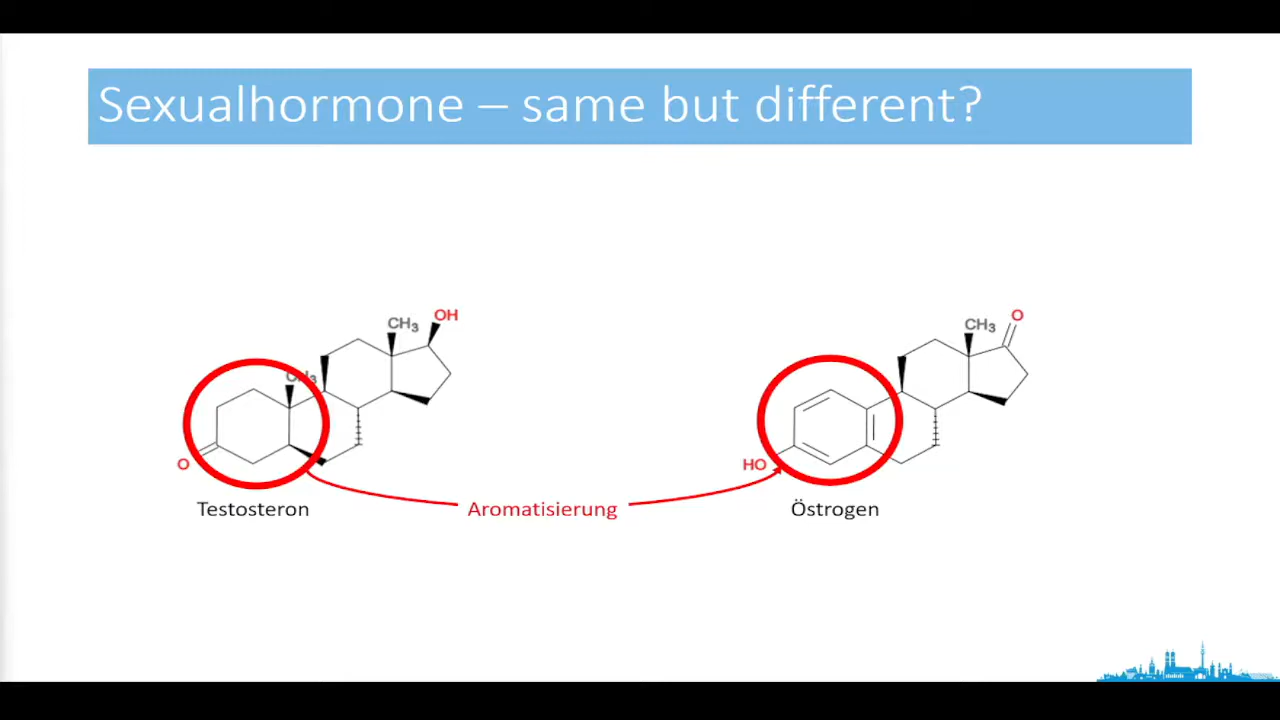 Sexualhormone – same but different?
CH3
OH
CH3
O
Testosteron
Aromatisierung
CH3
O
HO
Östrogen